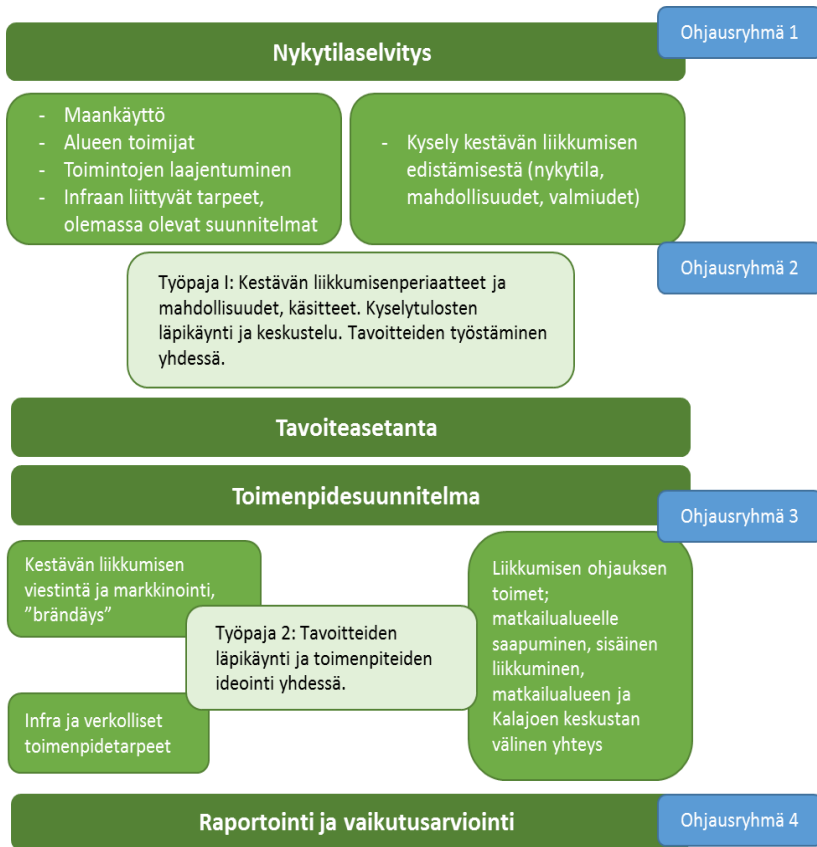 Ohjausryhmä 1
Nykytilaselvitys
- Maankäyttö
- Alueen toimijat
- Toimintojen laajentuminen
- Infraan liittyvät tarpeet,
olemassa olevat suunnitelmat
- Kysely kestävän liikkumisen
edistämisestä (nykytila,
mahdollisuudet, valmiudet)
Ohjausryhmä 2
Työpaja I: Kestävän liikkumisenperiaatteet ja
mahdollisuudet, käsitteet. Kyselytulosten
läpikäynti ja keskustelu. Tavoitteiden työstäminen
yhdessä.
Tavoiteasetanta
Toimenpidesuunnitelma
Ohjausryhmä 3
Kestävän liikkumisen
viestintä ja markkinointi,
”brändäys”
Työpaja 2: Tavoitteiden
läpikäynti ja toimenpiteiden
ideointi yhdessä.
Liikkumisen ohjauksen
toimet;
matkailualueelle
saapuminen, sisäinen
liikkuminen,
matkailualueen ja
Kalajoen keskustan
välinen yhteys
Infra ja verkolliset
toimenpidetarpeet
Raportointi ja vaikutusarviointi
Ohjausryhmä 4